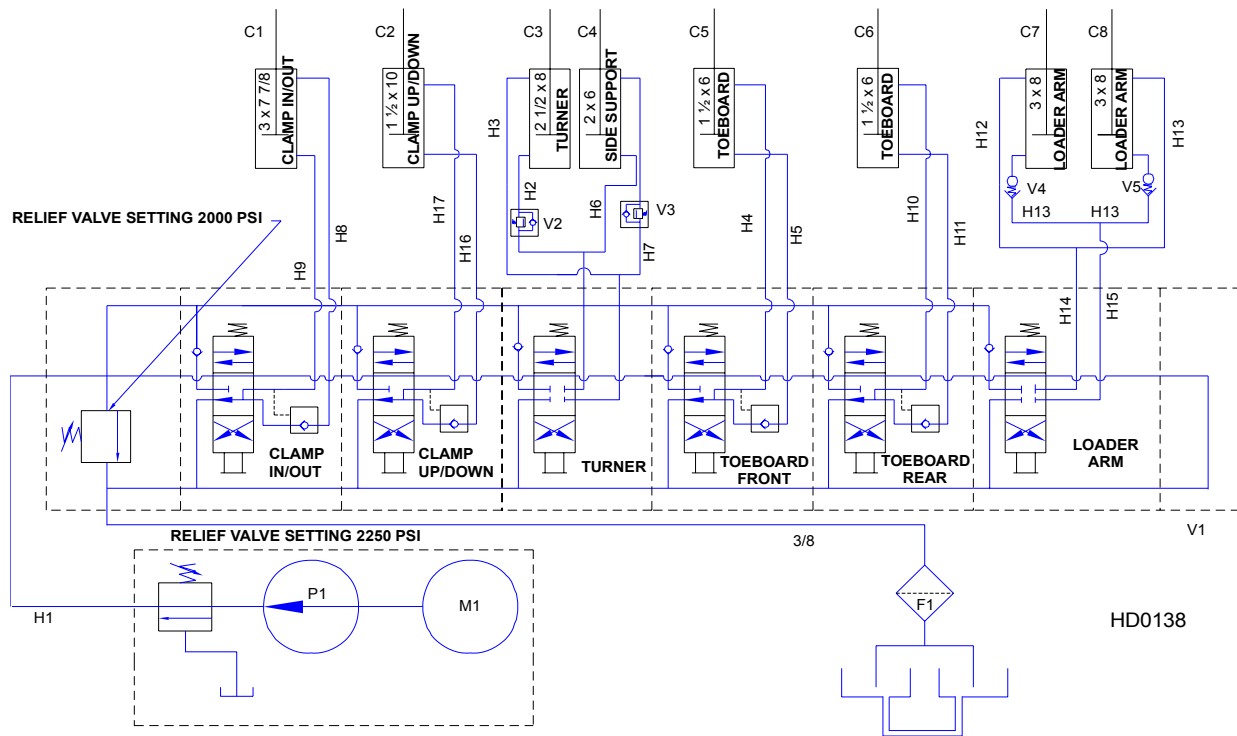 C1
C2
C3
C4
C5
C6
C7
C8
3 x 7 7/8
CLAMP IN/OUT
1 ½ x 10
CLAMP UP/DOWN
2 1/2 x 8
TURNER
2 x 6
SIDE SUPPORT
1 ½ x 6
TOEBOARD
1 ½ x 6
TOEBOARD
3 x 8
LOADER ARM
3 x 8
LOADER ARM
H3
H12
H13
H2
H6
V4
V5
H17
H4
H10
RELIEF VALVE SETTING 2000 PSI
V2
V3
H13
H13
H8
H16
H7
H5
H11
H9
H14
H15
CLAMP
IN/OUT
CLAMP
UP/DOWN
TURNER
TOEBOARD
FRONT
TOEBOARD
REAR
LOADER
ARM
RELIEF VALVE SETTING 2250 PSI
3/8
V1
P1
M1
F1
H1
HD0138